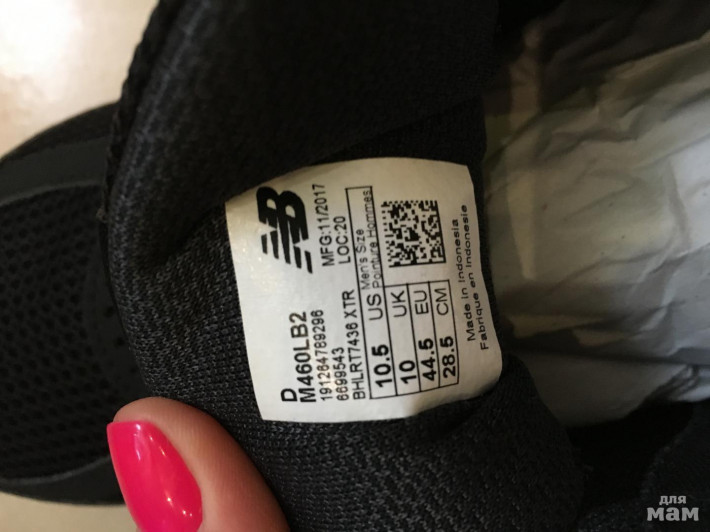 NB
D
M460LB2
191264789296
6699543
BHLRT7436 XTR
MFG:11/2017
LOC:20
Men's Size
Pointure Hommes
US 10.5
UK 10
EU 44.5
CM 28.5
Made in Indonesia
Fabriqué en Indonésie
для
мам